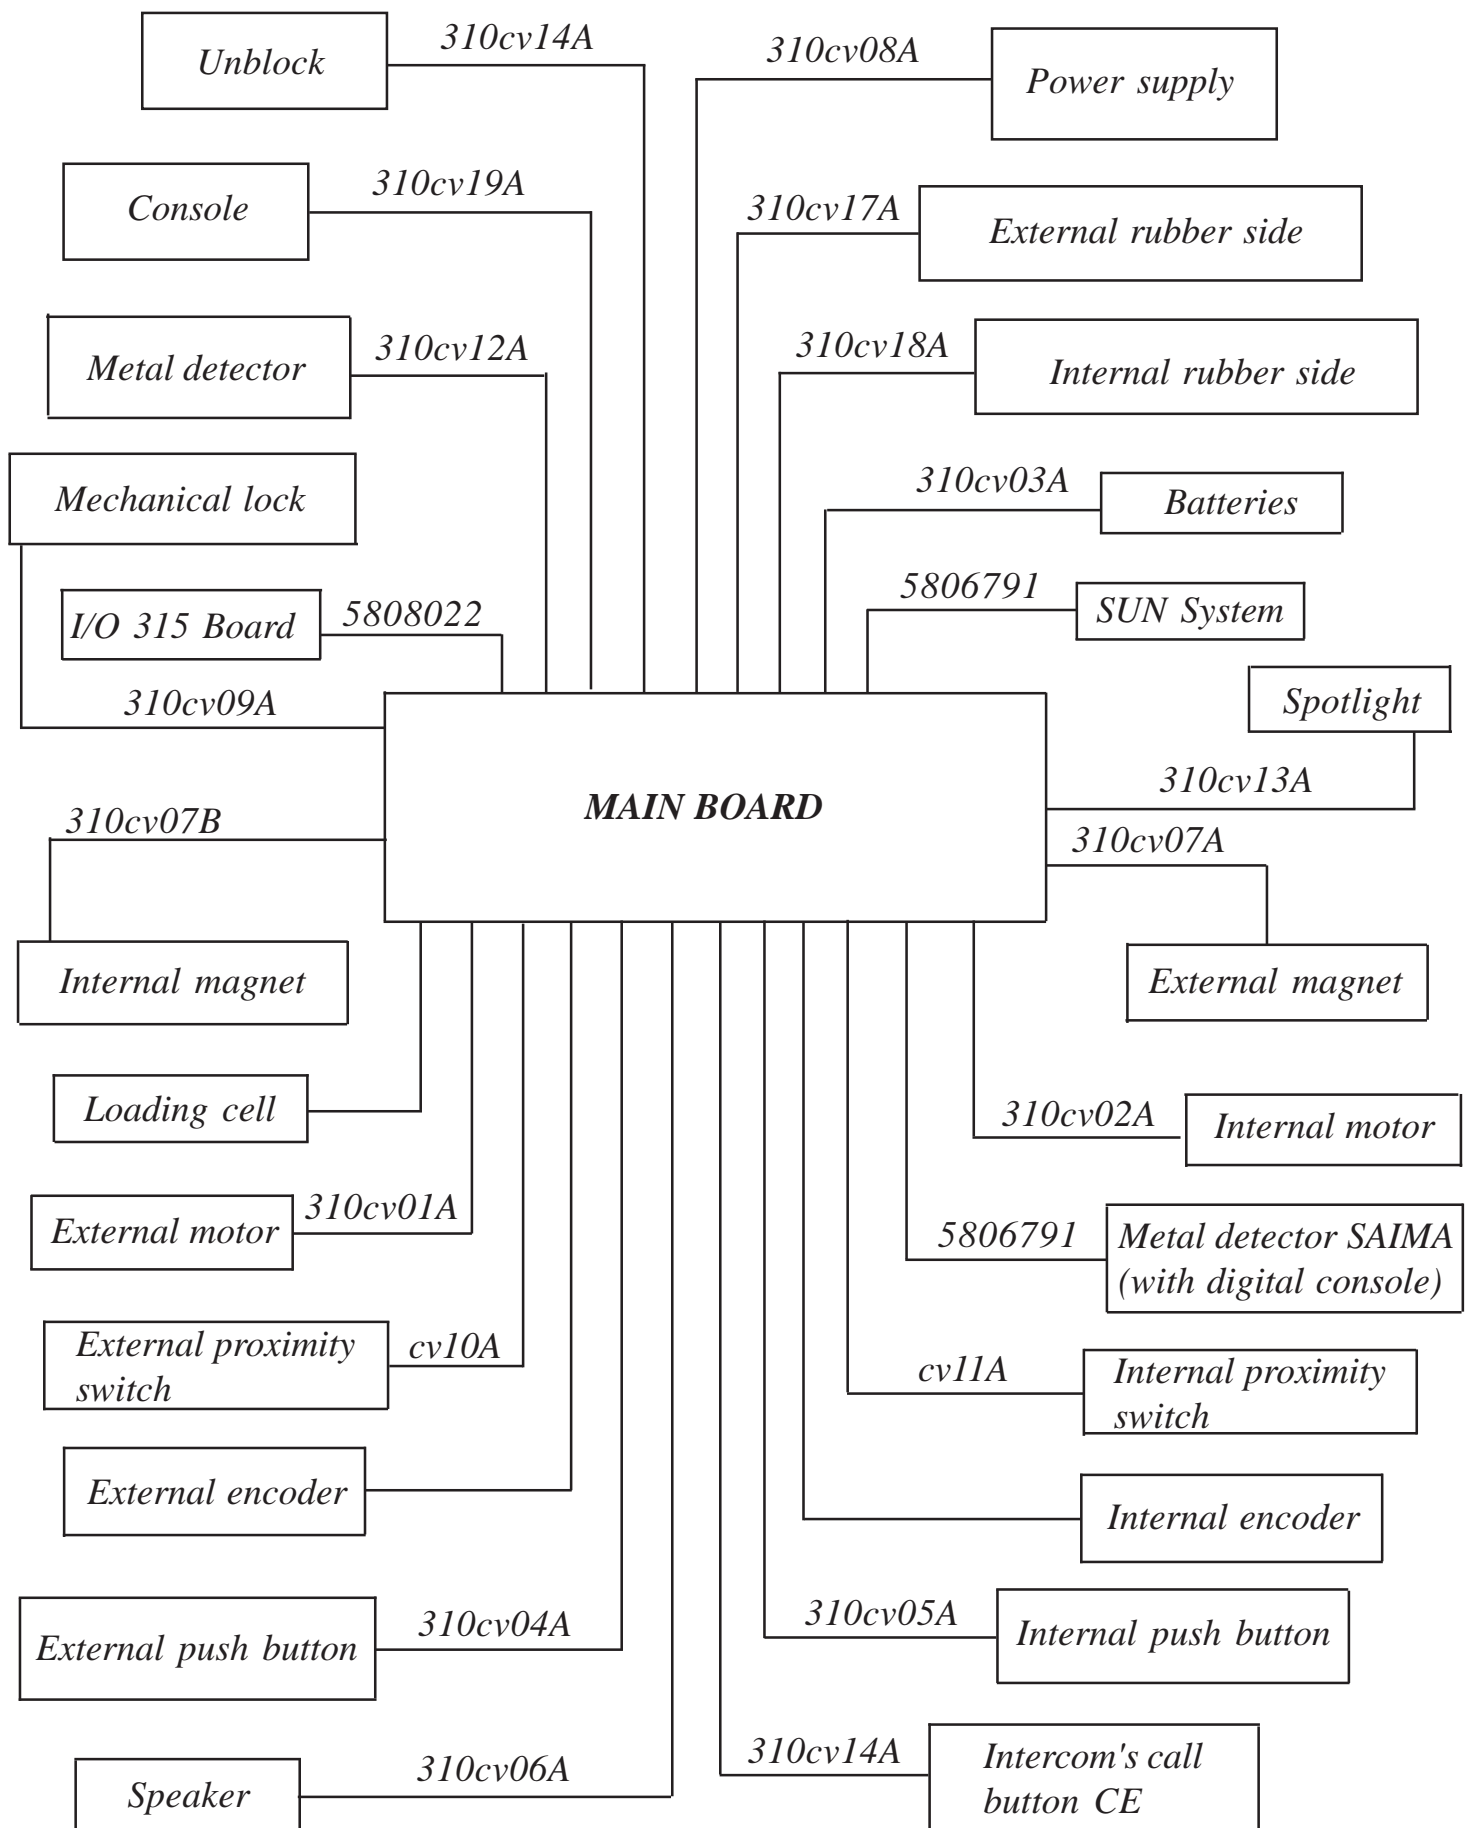 310cv14A
Unblock
310cv08A
Power supply
310cv19A
Console
310cv17A
External rubber side
310cv12A
Metal detector
310cv18A
Internal rubber side
Mechanical lock
310cv03A
Batteries
I/O 315 Board
5808022
5806791
SUN System
310cv09A
Spotlight
310cv13A
MAIN BOARD
310cv07B
310cv07A
Internal magnet
External magnet
Loading cell
310cv02A
Internal motor
External motor
310cv01A
5806791
Metal detector SAIMA
(with digital console)
External proximity
switch
cv10A
cv11A
Internal proximity
switch
External encoder
Internal encoder
External push button
310cv04A
310cv05A
Internal push button
Speaker
310cv06A
310cv14A
Intercom's call
button CE